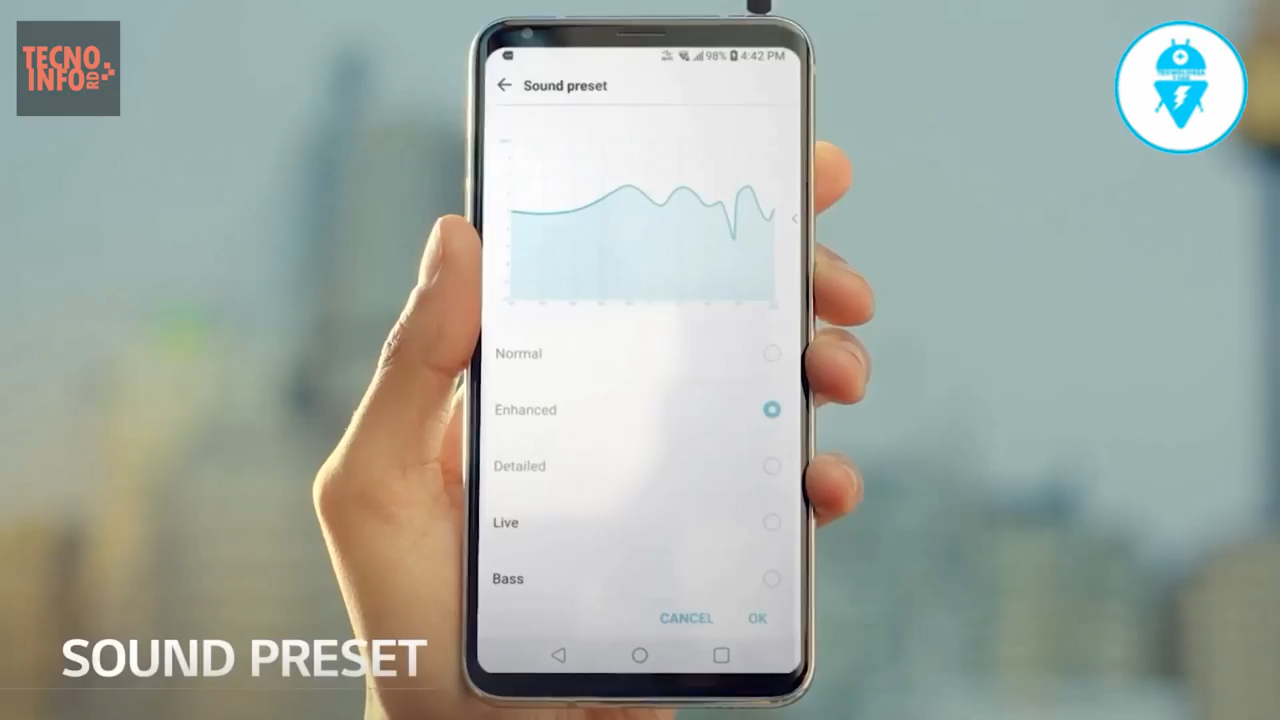 TECNO
INFO RD
98% 4:42 PM
Sound preset
Normal
Enhanced
Detailed
Live
Bass
CANCEL OK
SOUND PRESET